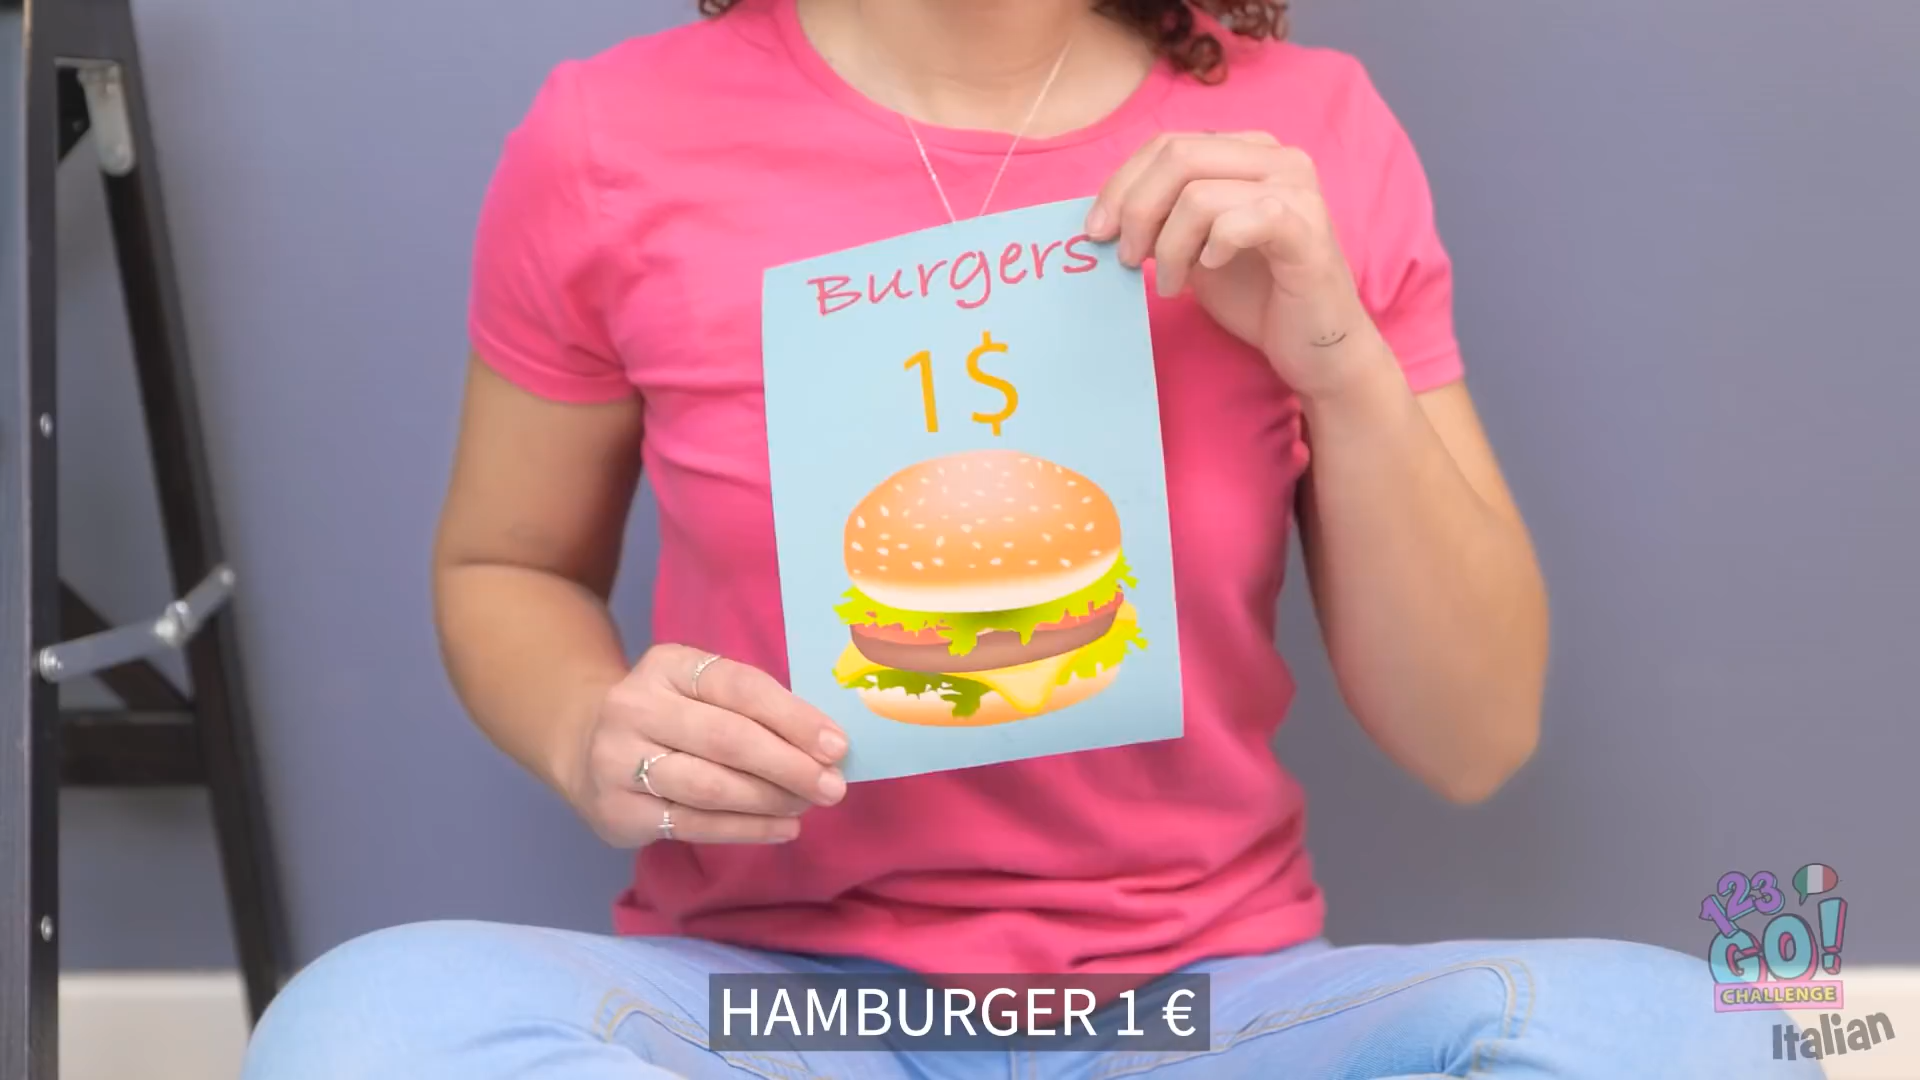 Burgers
1$
HAMBURGER 1 €
123
GO!
CHALLENGE
Italian